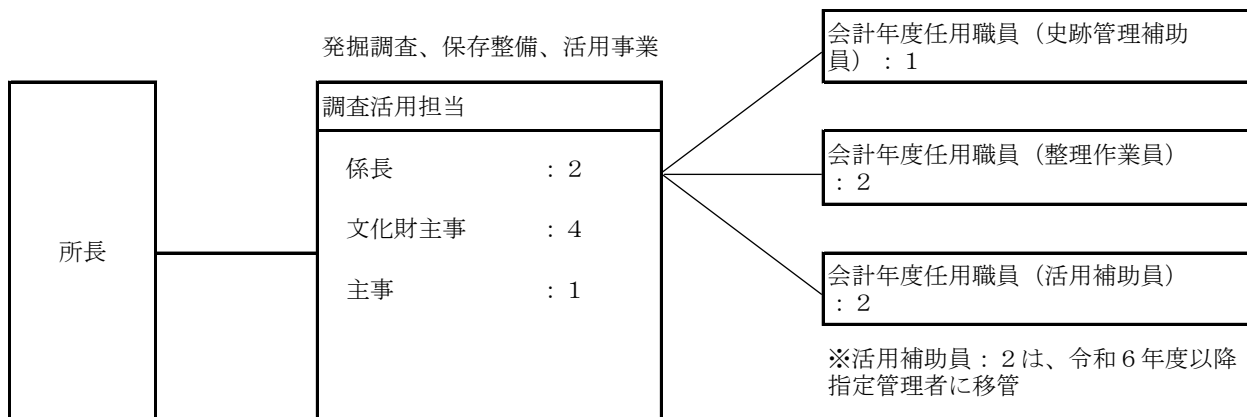 発掘調査、保存整備、活用事業
所長
調査活用担当
係長 :2
文化財主事 :4
主事 :1
会計年度任用職員(史跡管理補助
員):1
会計年度任用職員(整理作業員)
:2
会計年度任用職員(活用補助員)
:2
※活用補助員:2は、令和6年度以降
指定管理者に移管